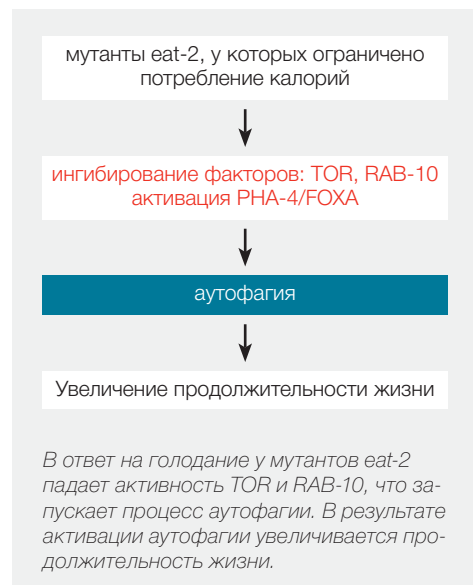 мутанты eat-2, у которых ограничено
потребление калорий
ингибирование факторов: TOR, RAB-10
активация PHA-4/FOXA
аутофагия
Увеличение продолжительности жизни
В ответ на голодание у мутантов eat-2
падает активность TOR и RAB-10, что за-
пускает процесс аутофагии. В результате
активации аутофагии увеличивается про-
должительность жизни.